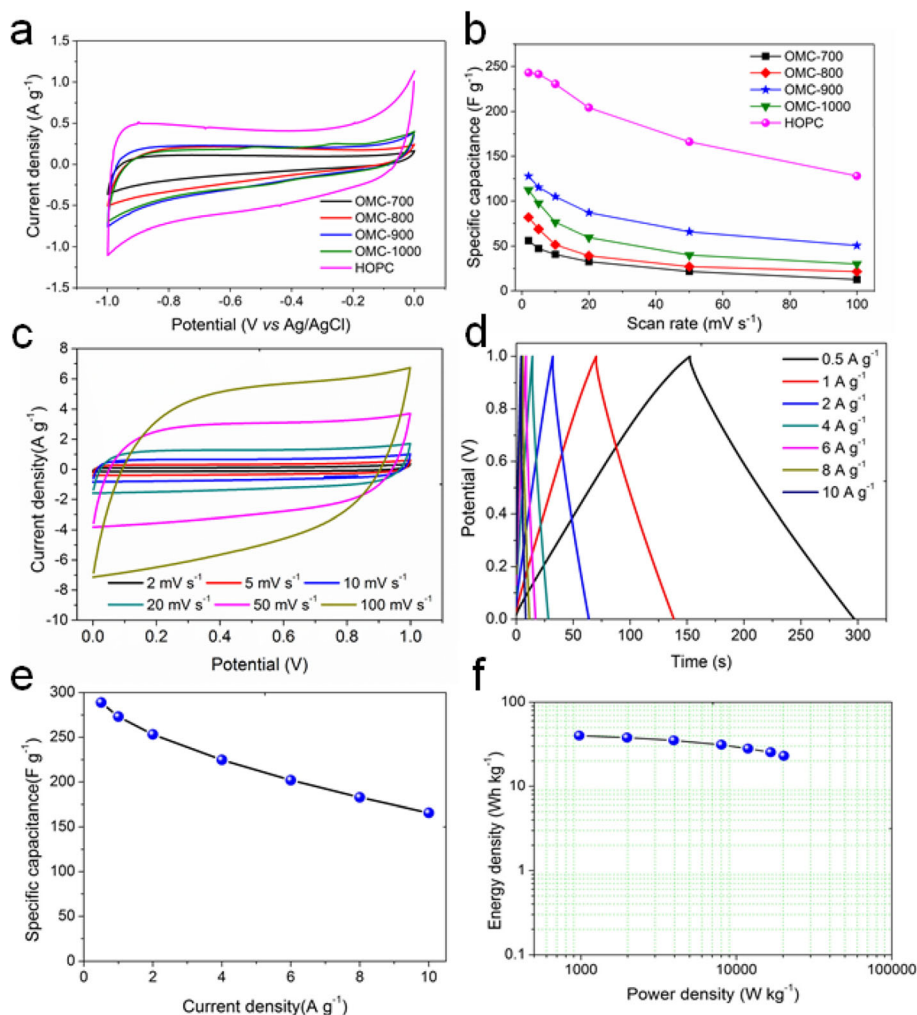 a
Current density (A g⁻¹)
1.5
1.0
0.5
0.0
-0.5
-1.0
-1.5
-1.0 -0.8 -0.6 -0.4 -0.2 0.0
Potential (V vs Ag/AgCl)
OMC-700
OMC-800
OMC-900
OMC-1000
HOPC
b
Specific capacitance (F g⁻¹)
250
200
150
100
50
0
0 20 40 60 80 100
Scan rate (mV s⁻¹)
OMC-700
OMC-800
OMC-900
OMC-1000
HOPC
c
Current density(A g⁻¹)
8
6
4
2
0
-2
-4
-6
-8
-10
0.0 0.2 0.4 0.6 0.8 1.0
Potential (V)
2 mV s⁻¹ 5 mV s⁻¹ 10 mV s⁻¹
20 mV s⁻¹ 50 mV s⁻¹ 100 mV s⁻¹
d
Potential (V)
1.0
0.8
0.6
0.4
0.2
0.0
0 50 100 150 200 250 300
Time (s)
0.5 A g⁻¹
1 A g⁻¹
2 A g⁻¹
4 A g⁻¹
6 A g⁻¹
8 A g⁻¹
10 A g⁻¹
e
Specific capacitance(F g⁻¹)
300
250
200
150
100
50
0
0 2 4 6 8 10
Current density(A g⁻¹)
f
Energy density (Wh kg⁻¹)
100
10
1
0.1
1000 10000 100000
Power density (W kg⁻¹)